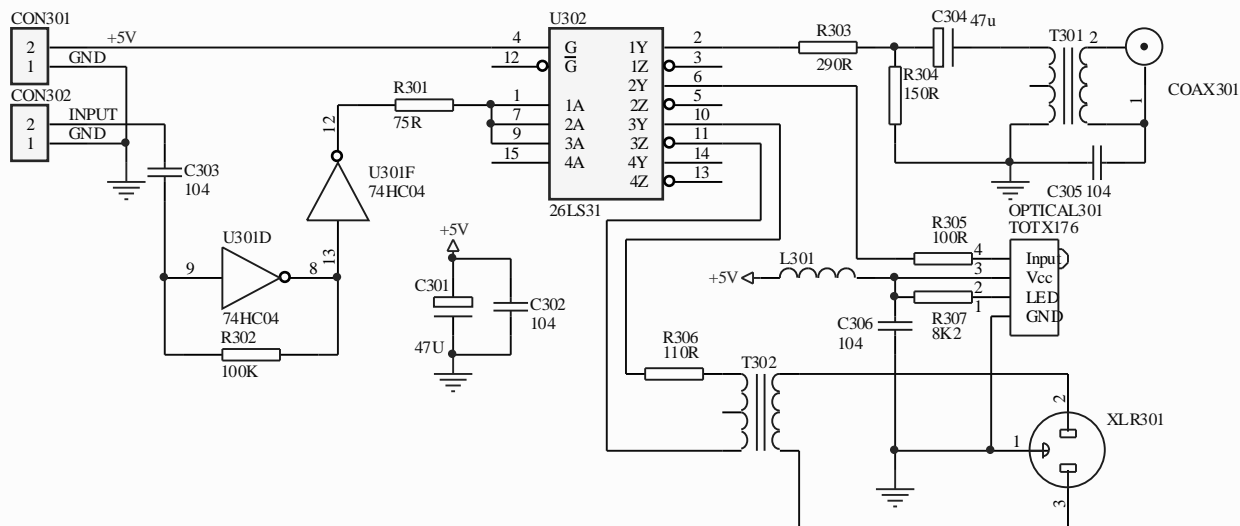 CON301
2
1
+5V
GND
CON302
2
1
INPUT
GND
C303
104
U301D
9
8
74HC04
R302
100K
12
13
U301F
74HC04
R301
75R
+5V
C301
47U
C302
104
U302
4
12
1
7
9
15
G
G
1A
2A
3A
4A
1Y
1Z
2Y
2Z
3Y
3Z
4Y
4Z
2
3
6
5
10
11
14
13
26LS31
R303
290R
R304
150R
C304
47u
T301
2
1
COAX301
C305 104
OPTICAL301
TOTX176
R305
100R
4
3
2
1
Input
Vcc
LED
GND
L301
+5V
R307
8K2
C306
104
R306
110R
T302
XLR301
2
1
3